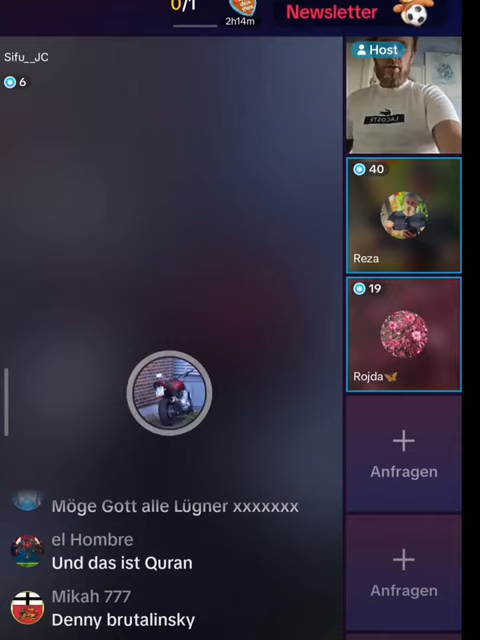 0/1
2h14m
Newsletter
Sifu__JC
6
Host
LACOSTE
40
Reza
19
Rojda🦋
Anfragen
Anfragen
Möge Gott alle Lügner xxxxxxx
el Hombre
Und das ist Quran
Mikah 777
Denny brutalinsky